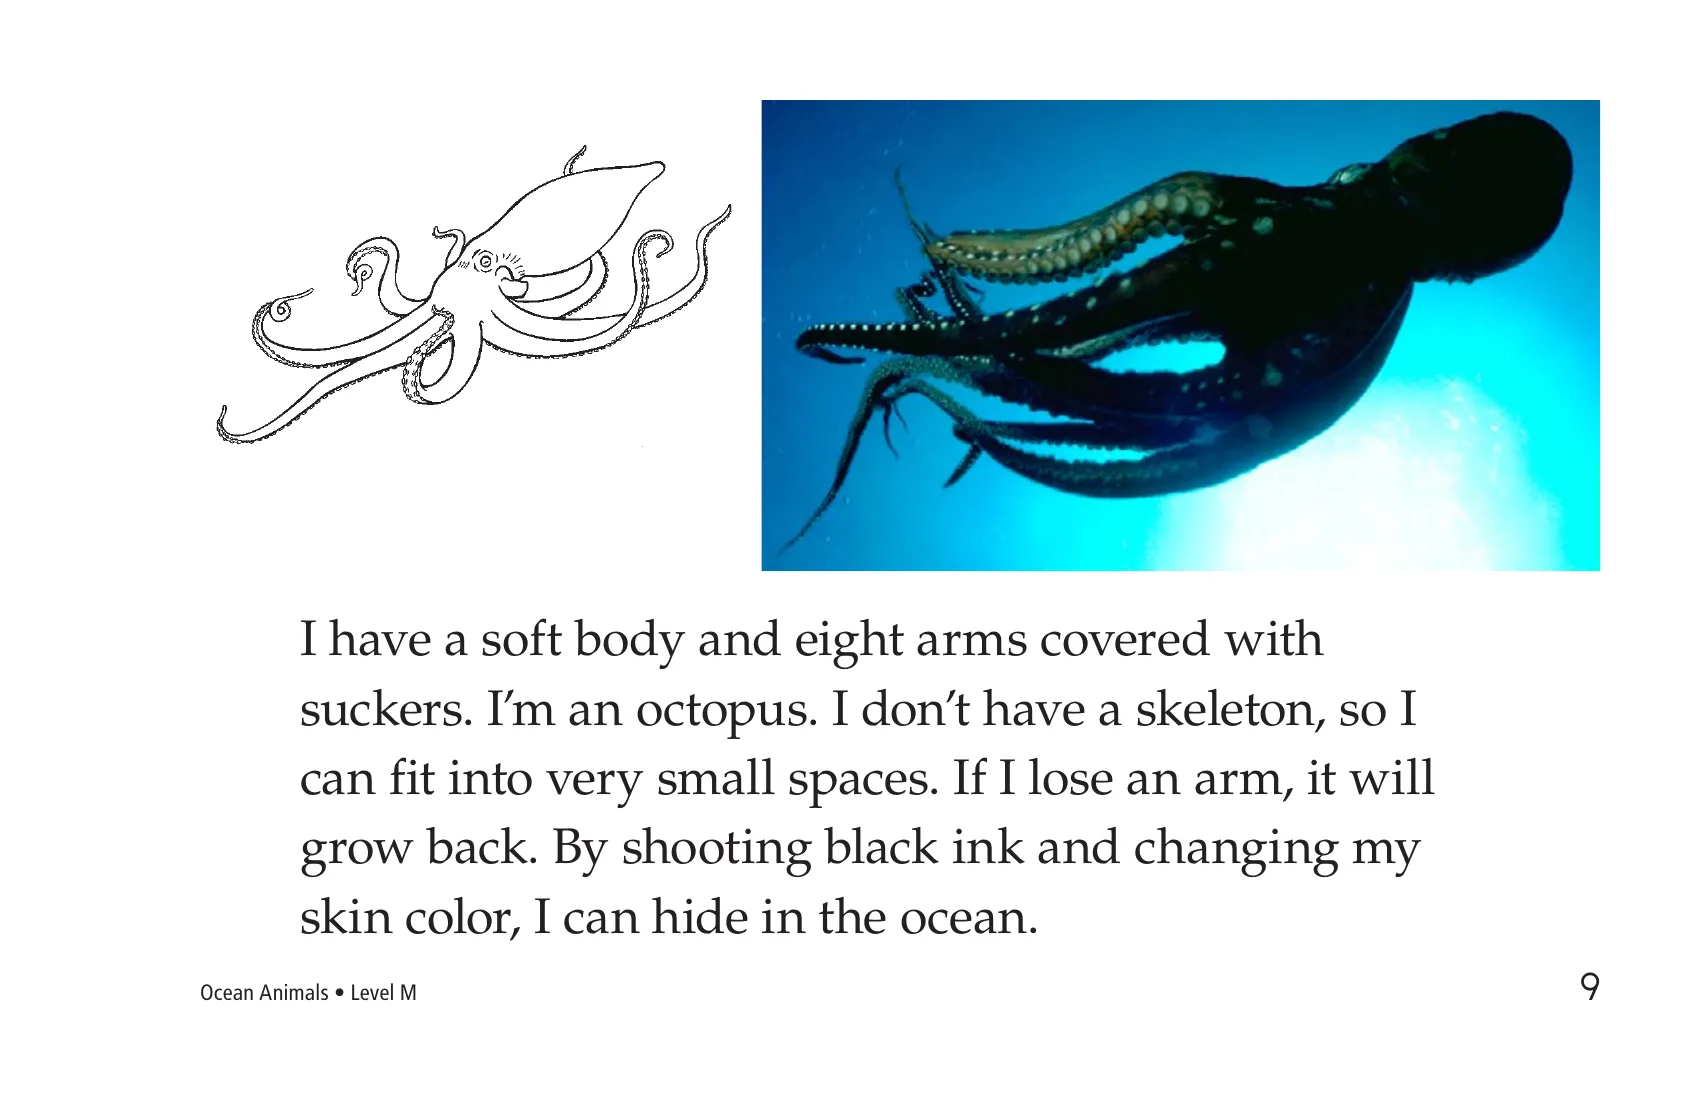 I have a soft body and eight arms covered with
suckers. I’m an octopus. I don’t have a skeleton, so I
can fit into very small spaces. If I lose an arm, it will
grow back. By shooting black ink and changing my
skin color, I can hide in the ocean.
Ocean Animals • Level M
9